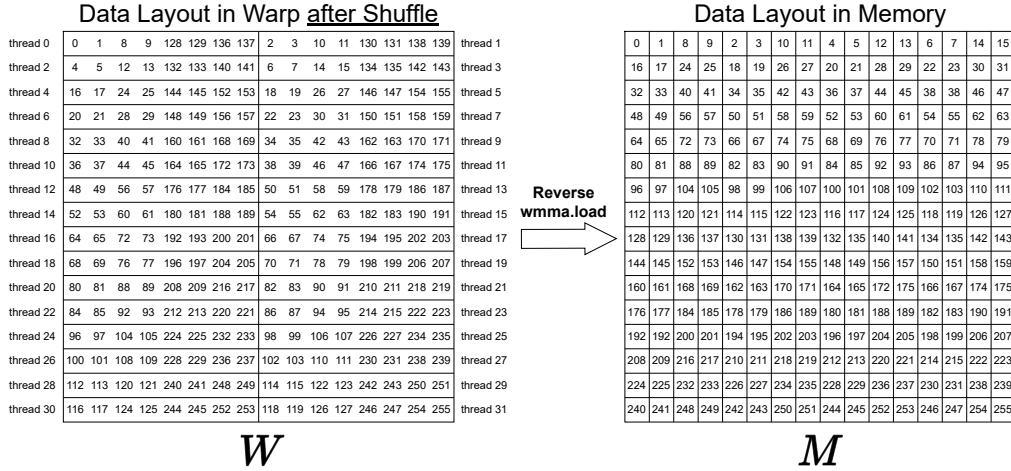 Data Layout in Warp after Shuffle Data Layout in Memory
thread 0 0 1 8 9 128 129 136 137 2 3 10 11 130 131 138 139 thread 1 0 1 8 9 2 3 10 11 4 5 12 13 6 7 14 15
thread 2 4 5 12 13 132 133 140 141 6 7 14 15 134 135 142 143 thread 3 16 17 24 25 18 19 26 27 20 21 28 29 22 23 30 31
thread 4 16 17 24 25 144 145 152 153 18 19 26 27 146 147 154 155 thread 5 32 33 40 41 34 35 42 43 36 37 44 45 38 38 46 47
thread 6 20 21 28 29 148 149 156 157 22 23 30 31 150 151 158 159 thread 7 48 49 56 57 50 51 58 59 52 53 60 61 54 55 62 63
thread 8 32 33 40 41 160 161 168 169 34 35 42 43 162 163 170 171 thread 9 64 65 72 73 66 67 74 75 68 69 76 77 70 71 78 79
thread 10 36 37 44 45 164 165 172 173 38 39 46 47 166 167 174 175 thread 11 80 81 88 89 82 83 90 91 84 85 92 93 86 87 94 95
thread 12 48 49 56 57 176 177 184 185 50 51 58 59 178 179 186 187 thread 13 96 97 104 105 98 99 106 107 100 101 108 109 102 103 110 111
Reverse
thread 14 52 53 60 61 180 181 188 189 54 55 62 63 182 183 190 191 thread 15 112 113 120 121 114 115 122 123 116 117 124 125 118 119 126 127
wmma.load
thread 16 64 65 72 73 192 193 200 201 66 67 74 75 194 195 202 203 thread 17 128 129 136 137 130 131 138 139 132 135 140 141 134 135 142 143
thread 18 68 69 76 77 196 197 204 205 70 71 78 79 198 199 206 207 thread 19 144 145 152 153 146 147 154 155 148 149 156 157 150 151 158 159
thread 20 80 81 88 89 208 209 216 217 82 83 90 91 210 211 218 219 thread 21 160 161 168 169 162 163 170 171 164 165 172 175 166 167 174 175
thread 22 84 85 92 93 212 213 220 221 86 87 94 95 214 215 222 223 thread 23 176 177 184 185 178 179 186 189 180 181 188 189 182 183 190 191
thread 24 96 97 104 105 224 225 232 233 98 99 106 107 226 227 234 235 thread 25 192 192 200 201 194 195 202 203 196 197 204 205 198 199 206 207
thread 26 100 101 108 109 228 229 236 237 102 103 110 111 230 231 238 239 thread 27 208 209 216 217 210 211 218 219 212 213 220 221 214 215 222 223
thread 28 112 113 120 121 240 241 248 249 114 115 122 123 242 243 250 251 thread 29 224 225 232 233 226 227 234 235 228 229 236 237 230 231 238 239
thread 30 116 117 124 125 244 245 252 253 118 119 126 127 246 247 254 255 thread 31 240 241 248 249 242 243 250 251 244 245 252 253 246 247 254 255
W M